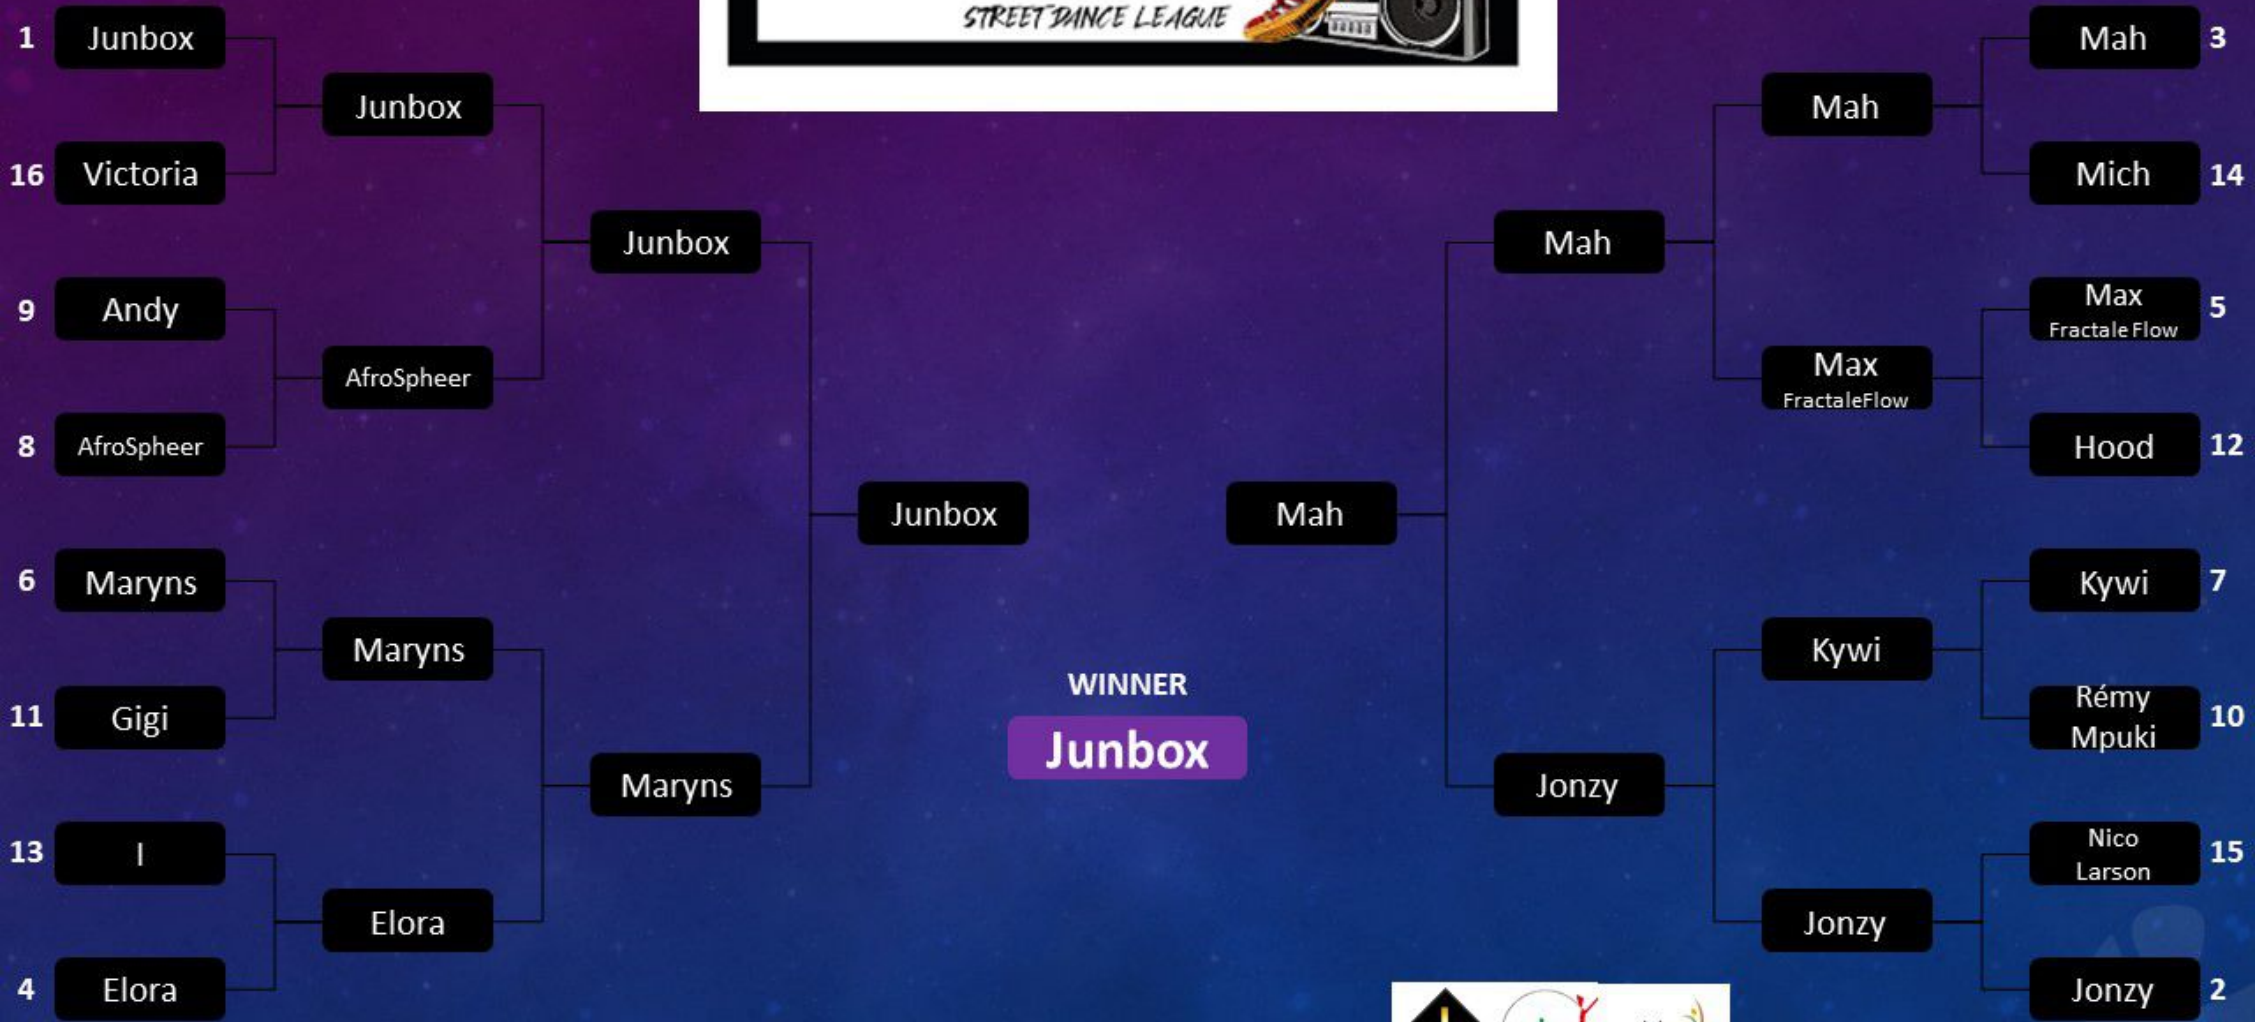 STREET DANCE LEAGUE
1 Junbox
16 Victoria
9 Andy
8 AfroSpheer
6 Maryns
11 Gigi
13 I
4 Elora
Junbox
AfroSpheer
Maryns
Elora
Junbox
Maryns
Junbox
WINNER
Junbox
Mah
Mah
Jonzy
Mah
Max
FractaleFlow
Kywi
Jonzy
Mah 3
Mich 14
Max 5
Fractale Flow
Hood 12
Kywi 7
Rémy
Mpuki 10
Nico
Larson 15
Jonzy 2